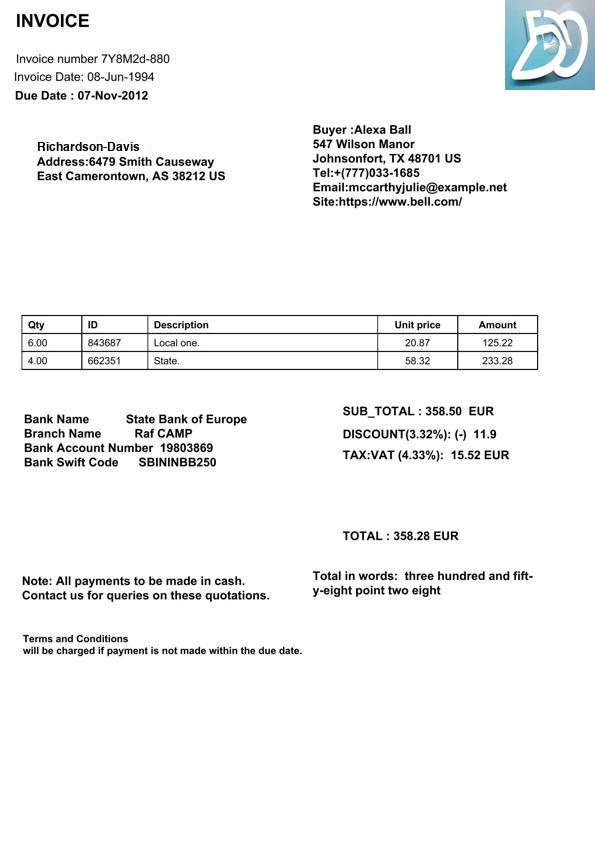 INVOICE
Invoice number 7Y8M2d-880
Invoice Date: 08-Jun-1994
Due Date : 07-Nov-2012
Richardson-Davis
Address:6479 Smith Causeway
East Camerontown, AS 38212 US
Buyer :Alexa Ball
547 Wilson Manor
Johnsonfort, TX 48701 US
Tel:+(777)033-1685
Email:mccarthyjulie@example.net
Site:https://www.bell.com/
Qty ID Description Unit price Amount
6.00 843687 Local one. 20.87 125.22
4.00 662351 State. 58.32 233.28
Bank Name State Bank of Europe
Branch Name Raf CAMP
Bank Account Number 19803869
Bank Swift Code SBININBB250
SUB_TOTAL : 358.50 EUR
DISCOUNT(3.32%): (-) 11.9
TAX:VAT (4.33%): 15.52 EUR
TOTAL : 358.28 EUR
Note: All payments to be made in cash.
Contact us for queries on these quotations.
Total in words: three hundred and fift-
y-eight point two eight
Terms and Conditions
will be charged if payment is not made within the due date.